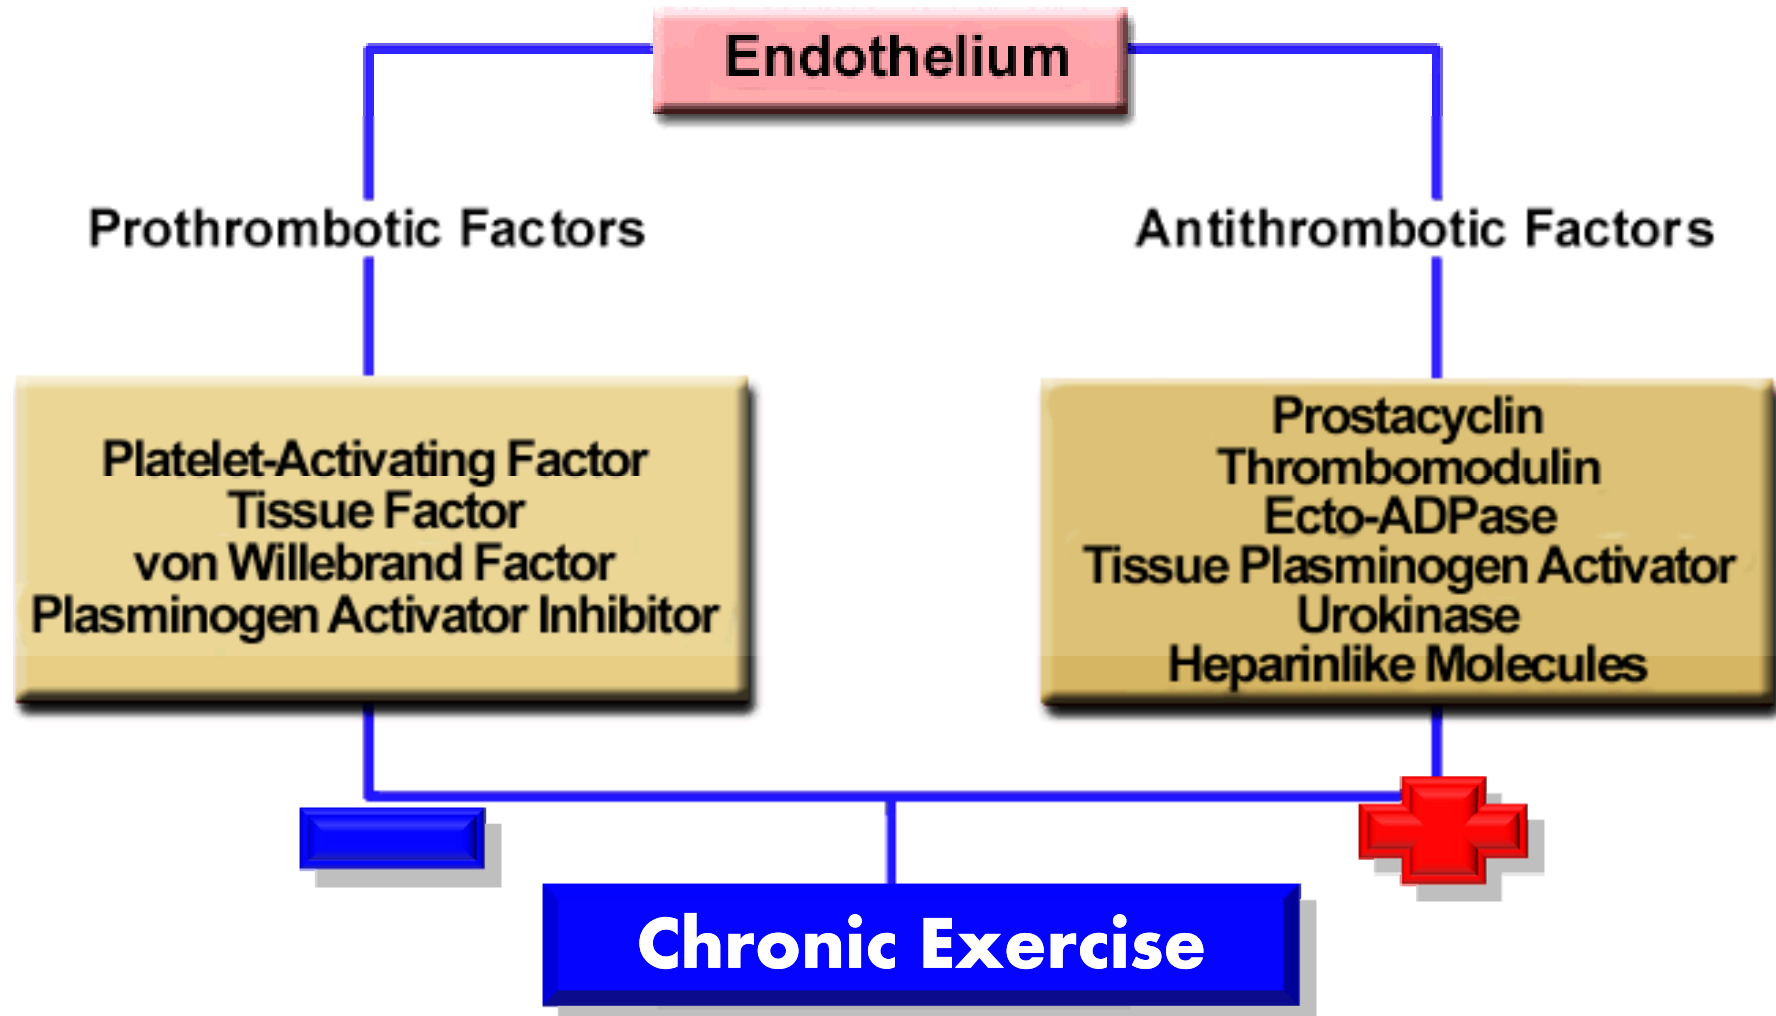 Endothelium
Prothrombotic Factors
Antithrombotic Factors
Platelet-Activating Factor
Tissue Factor
von Willebrand Factor
Plasminogen Activator Inhibitor
Prostacyclin
Thrombomodulin
Ecto-ADPase
Tissue Plasminogen Activator
Urokinase
Heparinlike Molecules
Chronic Exercise